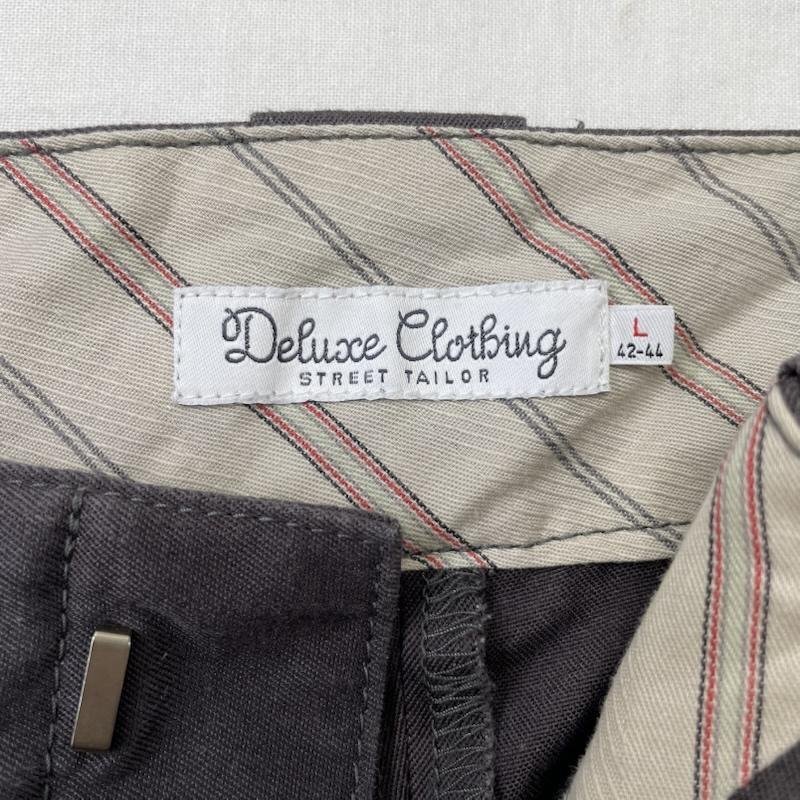 Deluxe Clothing
STREET TAILOR
L
42-44